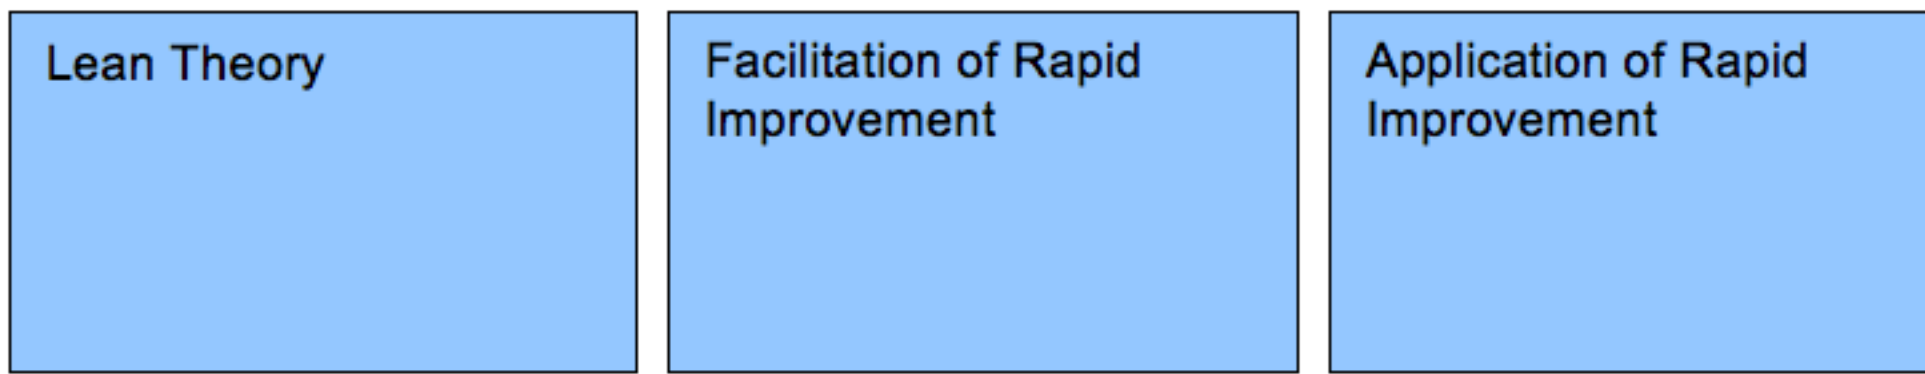 Lean Theory
Facilitation of Rapid
Improvement
Application of Rapid
Improvement